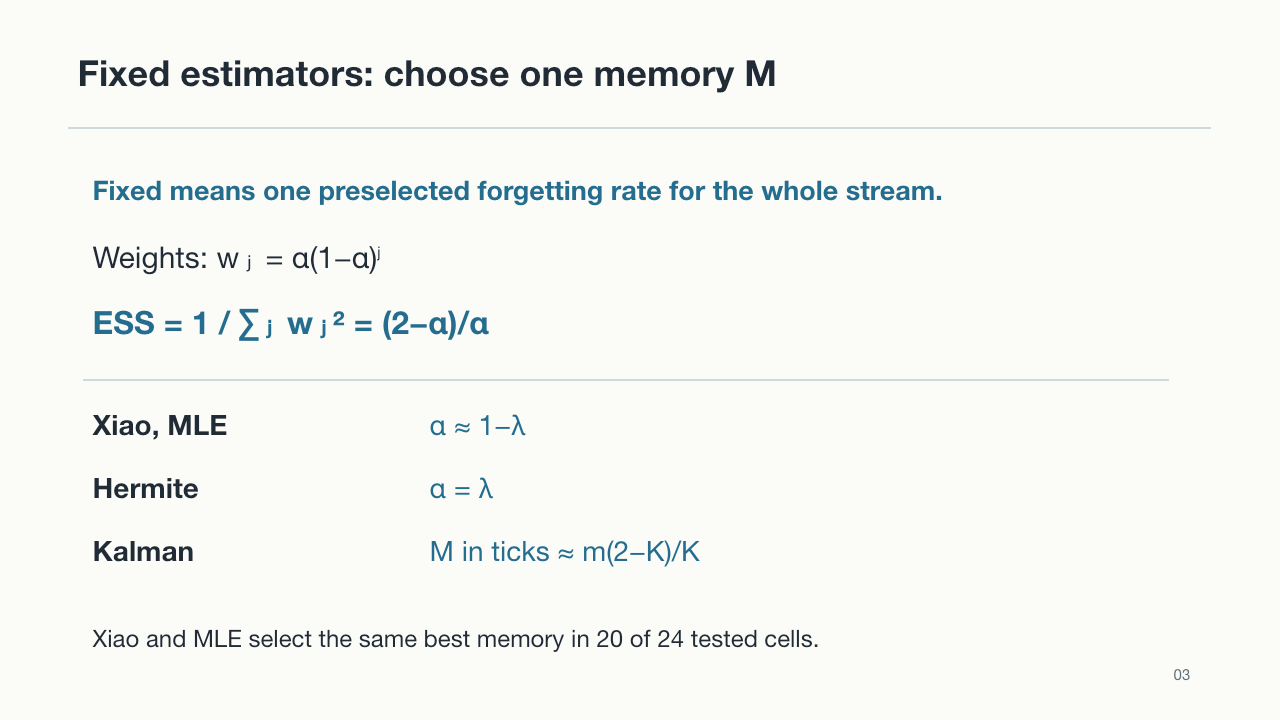 Fixed estimators: choose one memory M
Fixed means one preselected forgetting rate for the whole stream.
Weights: w ⱼ = α(1−α)ʲ
ESS = 1 / ∑ ⱼ w ⱼ ² = (2−α)/α
Xiao, MLE α ≈ 1−λ
Hermite α = λ
Kalman M in ticks ≈ m(2−K)/K
Xiao and MLE select the same best memory in 20 of 24 tested cells.
03